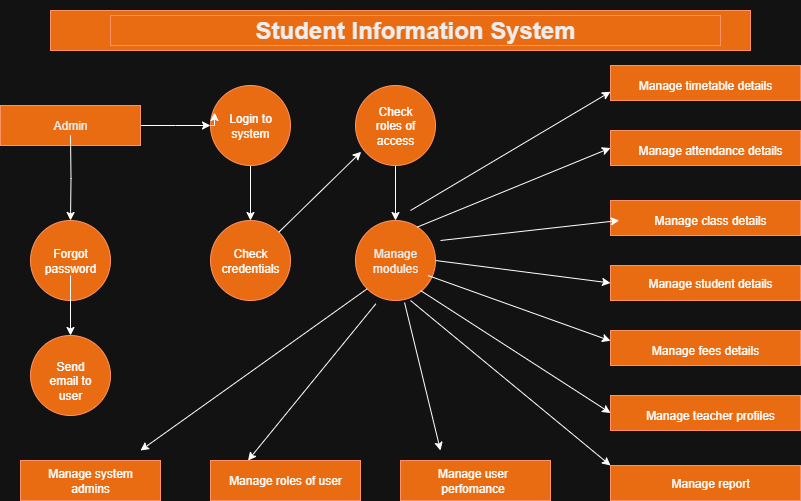 Student Information System
Manage timetable details
Admin
Login to
system
Check
roles of
access
Manage attendance details
Manage class details
Forgot
password
Check
credentials
Manage
modules
Manage student details
Manage fees details
Send
email to
user
Manage teacher profiles
Manage system
admins
Manage roles of user
Manage user
perfomance
Manage report